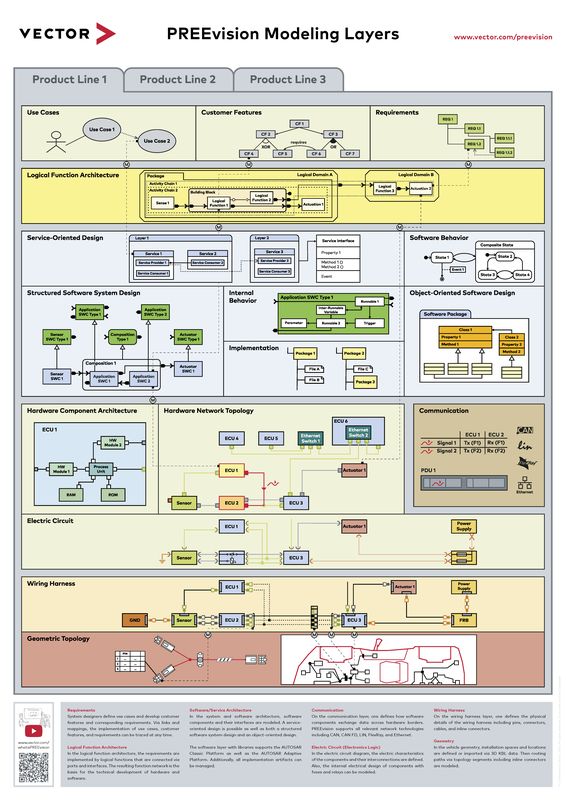 VECTOR
PREEvision Modeling Layers
www.vector.com/preevision
Product Line 1
Product Line 2
Product Line 3
Use Cases
Use Case 1
Use Case 2
Customer Features
CF 1
CF 2
CF 3
XOR
requires
OR
CF 4
CF 5
CF 6
CF 7
Requirements
REQ 1
REQ 1.1
REQ 1.1.1
REQ 1.2
REQ 1.1.2
M
Logical Function Architecture
Package
Logical Domain A
Logical Domain B
Activity Chain 1
Activity Chain 2
Building Block
Sense 1
Logical Function 1
Logical Function 2
Actuation 1
Logical Function 3
Actuation 2
M
M
Service-Oriented Design
Layer 1
Service 1
Service 2
Service Provider 1
Service Consumer 2
Service Consumer 1
Layer 2
Service 3
Service Provider 2
Service Consumer 3
Service Interface
Property 1
Method 1
Method 2
Event
Software Behavior
Composite State
State 1
State 2
Event 1
State 3
State 4
Structured Software System Design
Application SWC Type 1
Application SWC Type 2
Sensor SWC Type 1
Composition Type 1
Actuator SWC Type 1
Composition 1
Sensor SWC 1
Application SWC 1
Application SWC 2
Actuator SWC 1
Internal Behavior
Application SWC Type 1
Runnable 1
Inter-Runnable Variable
Parameter
Runnable 2
Trigger
Implementation
Package 1
Package 2
File A
File C
File B
Package 3
Object-Oriented Software Design
Software Package
Class 1
Property 1
Method 1
Class 2
Property 2
Method 2
M
M
Hardware Component Architecture
ECU 1
HW Module 2
HW Module 1
Process Unit
RAM
ROM
Hardware Network Topology
ECU 6
ECU 4
ECU 5
Ethernet Switch 1
Ethernet Switch 2
ECU 1
Actuator 1
Sensor
ECU 2
ECU 3
Communication
ECU 1 ECU 2
Signal 1 Tx (F1) Rx (F1)
Signal 2 Tx (F2) Rx (F2)
PDU 1
CAN
lin
FlexRay
Ethernet
Electric Circuit
ECU 1
Actuator 1
Power Supply
Sensor
ECU 3
Wiring Harness
ECU 1
Actuator 1
Power Supply
GND
Sensor
ECU 2
ECU 3
FRB
M
M
M
M
Geometric Topology
Pins
www.vector.com/
whatisPREEvision
Requirements
System designers define use cases and develop customer
features and corresponding requirements. Via links and
mappings, the implementation of use cases, customer
features, and requirements can be traced at any time.
Logical Function Architecture
In the logical function architecture, the requirements are
implemented by logical functions that are connected via
ports and interfaces. The resulting function network is the
basis for the technical development of hardware and
software.
Software/Service Architecture
In the system and software architecture, software
components and their interfaces are modeled. A service-
oriented design is possible as well as both a structured
software system design and an object-oriented design.
The software layer with libraries supports the AUTOSAR
Classic Platform as well as the AUTOSAR Adaptive
Platform. Additionally, all implementation artifacts can
be managed.
Communication
On the communication layer, one defines how software
components exchange data across hardware borders.
PREEvision supports all relevant network technologies
including CAN, CAN FD, LIN, FlexRay, and Ethernet.
Electric Circuit (Electronics Logic)
In the electric circuit diagram, the electric characteristics
of the components and their interconnections are defined.
Also, the internal electrical design of components with
fuses and relays can be modeled.
Wiring Harness
On the wiring harness layer, one defines the physical
details of the wiring harness including pins, connectors,
cables, and inline connectors.
Geometry
In the vehicle geometry, installation spaces and locations
are defined or imported via 3D KBL data. Then routing
paths via topology segments including inline connectors
are modeled.